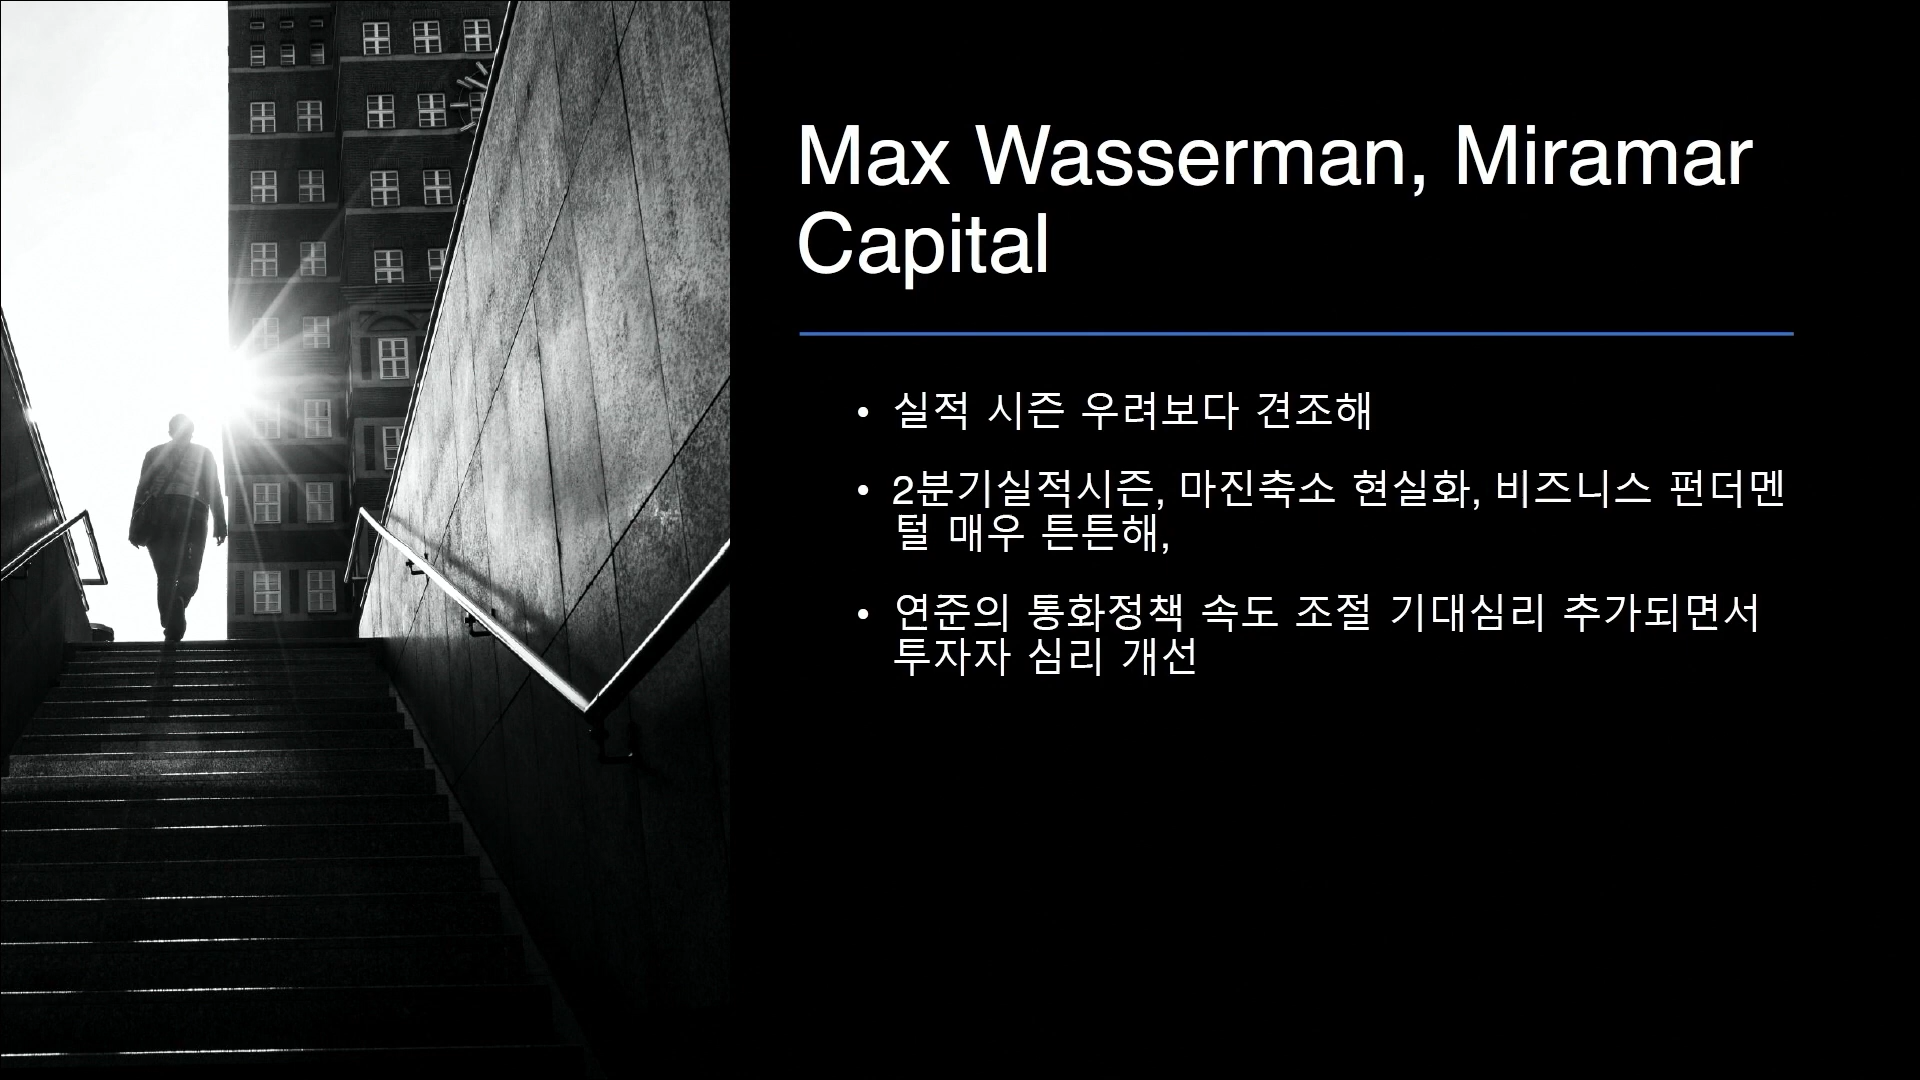 Max Wasserman, Miramar
Capital
• 실적 시즌 우려보다 견조해
• 2분기실적시즌, 마진축소 현실화, 비즈니스 펀더멘
털 매우 튼튼해,
• 연준의 통화정책 속도 조절 기대심리 추가되면서
투자자 심리 개선